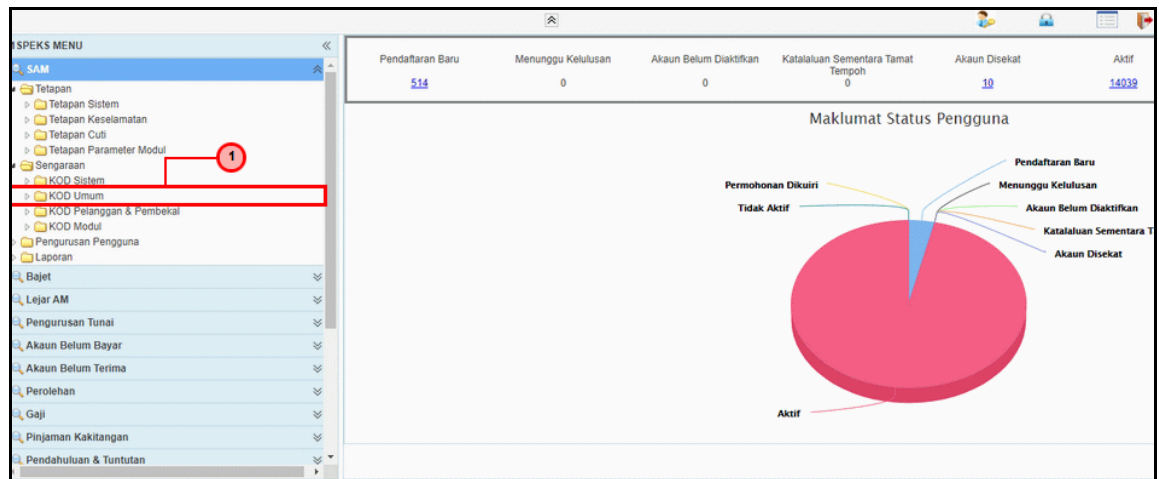 1SPEKS MENU
SAM
Tetapan
Tetapan Sistem
Tetapan Keselamatan
Tetapan Cuti
Tetapan Parameter Modul
1
Sengaraan
KOD Sistem
KOD Umum
KOD Pelanggan & Pembekal
KOD Modul
Pengurusan Pengguna
Laporan
Bajet
Lejar AM
Pengurusan Tunai
Akaun Belum Bayar
Akaun Belum Terima
Perolehan
Gaji
Pinjaman Kakitangan
Pendahuluan & Tuntutan
Pendaftaran Baru
514
Menunggu Kelulusan
0
Akaun Belum Diaktifkan
0
Katalaluan Sementara Tamat
Tempoh
0
Akaun Disekat
10
Aktif
14039
Maklumat Status Pengguna
Pendaftaran Baru
Menunggu Kelulusan
Akaun Belum Diaktifkan
Katalaluan Sementara T
Akaun Disekat
Permohonan Dikuiri
Tidak Aktif
Aktif